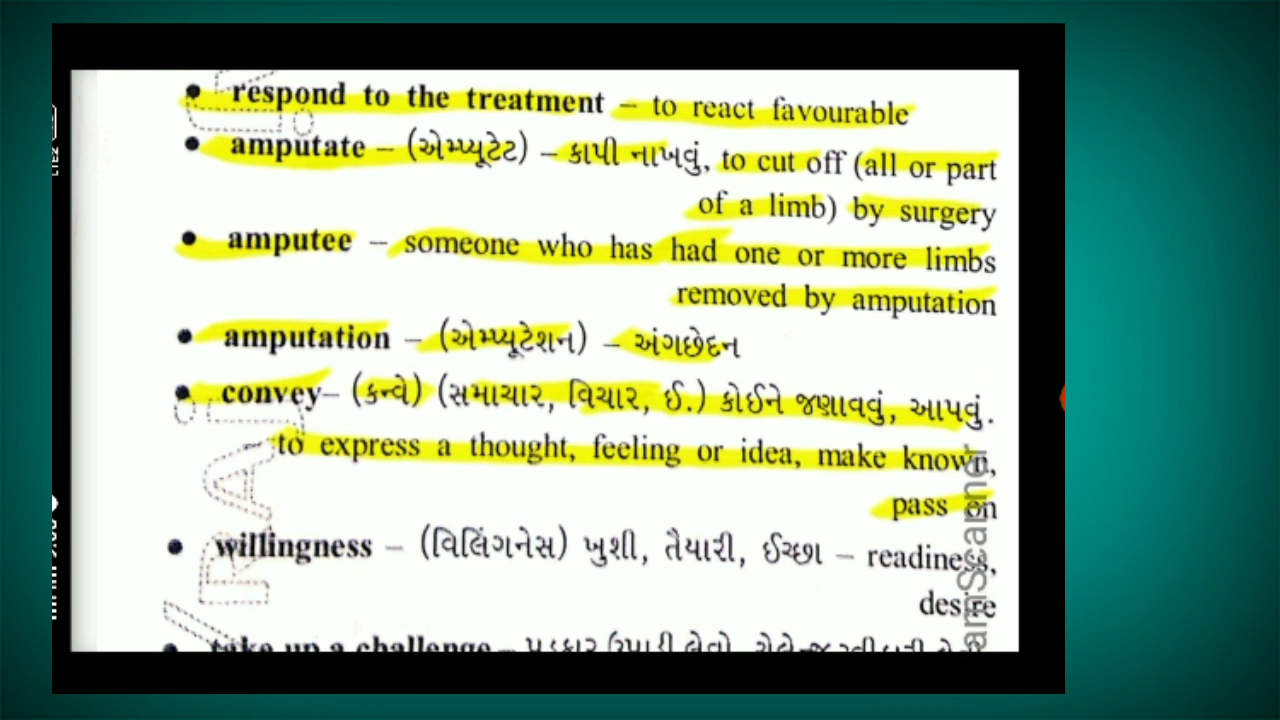 • respond to the treatment – to react favourable
• amputate – (એમ્પ્યૂટેટ) – કાપી નાખવું, to cut off (all or part
of a limb) by surgery
• amputee – someone who has had one or more limbs
removed by amputation
• amputation – (એમ્પ્યૂટેશન) – અંગછેદન
• convey– (કન્વે) (સમાચાર, વિચાર, ઈ.) કોઈને જણાવવું, આપવું.
to express a thought, feeling or idea, make known,
pass on
• willingness – (વિલિંગનેસ) ખુશી, તૈયારી, ઈચ્છા – readiness,
desire
• take up a challenge –